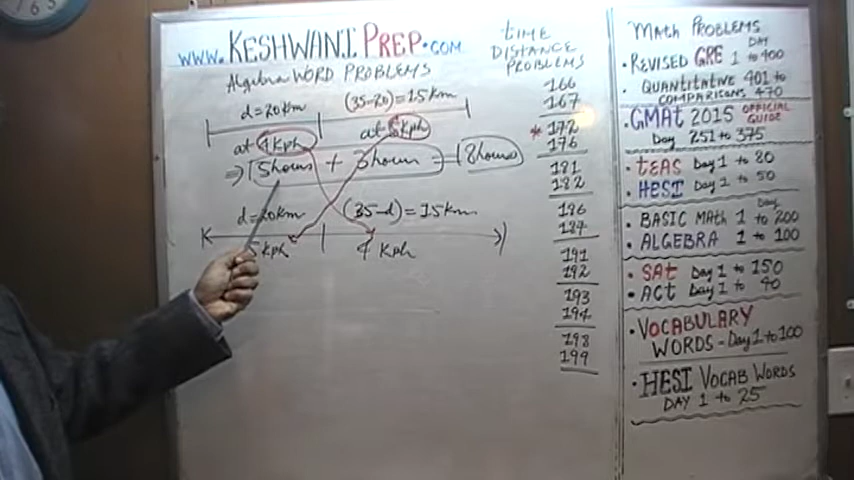 www.KESHWANI PREP.com
Algebra WORD PROBLEMS
d=20km (35-20)=15km
at 4Kph at 5Kph
⇒ 15hours + 3hours = 18hours
d=20km (35-d)=15km
5kph 4 Kph
TIME
DISTANCE
PROBLEMS
166
167
* 172
176
181
182
186
187
191
192
193
194
198
199
MATH PROBLEMS
DAY
• REVISED GRE 1 to 400
• QUANTITATIVE 401 to
COMPARISONS 470
• GMAT 2015 OFFICIAL GUIDE
Day 251 to 375
• TEAS Day 1 to 80
• HESI Day 1 to 50
Day
• BASIC MATH 1 to 200
• ALGEBRA 1 to 100
• SAT Day 1 to 150
• ACT Day 1 to 40
• VOCABULARY
WORDS - Day 1 to 100
• HESI VOCAB WORDS
DAY 1 to 25